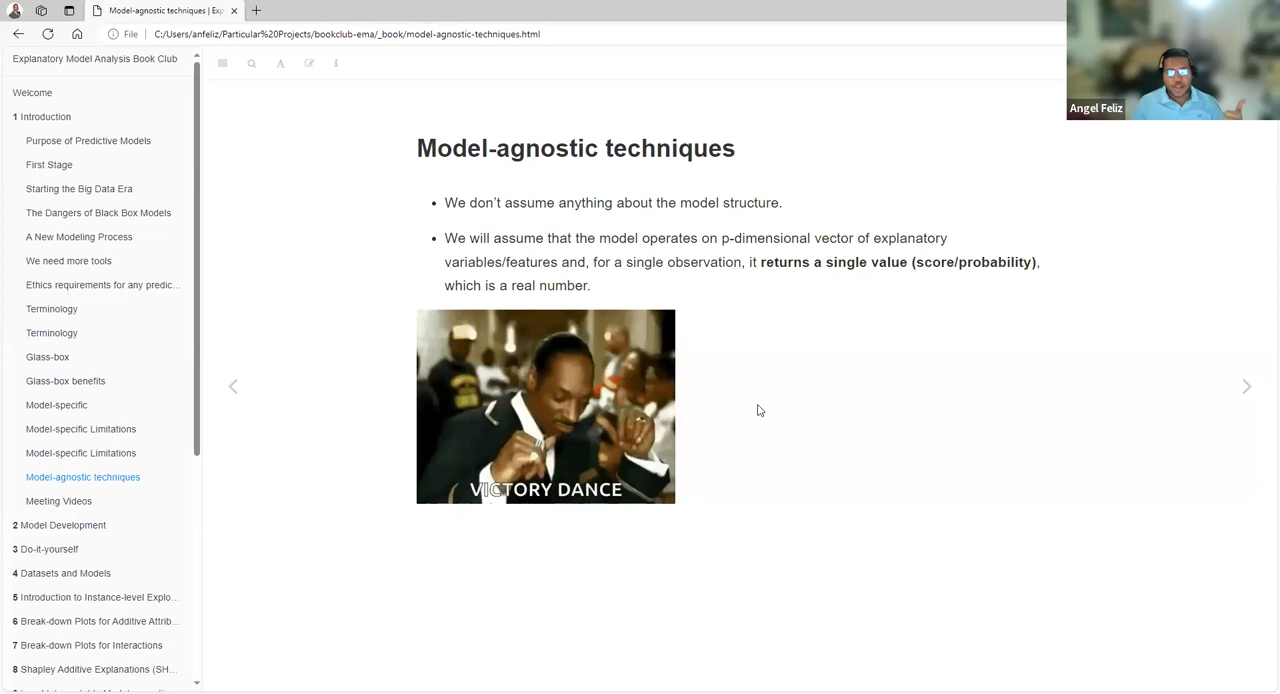 Model-agnostic techniques | Exp
File
C:/Users/anfeliz/Particular%20Projects/bookclub-ema/_book/model-agnostic-techniques.html
Angel Feliz
Explanatory Model Analysis Book Club
Welcome
1 Introduction
Purpose of Predictive Models
First Stage
Starting the Big Data Era
The Dangers of Black Box Models
A New Modeling Process
We need more tools
Ethics requirements for any predic...
Terminology
Terminology
Glass-box
Glass-box benefits
Model-specific
Model-specific Limitations
Model-specific Limitations
Model-agnostic techniques
Meeting Videos
2 Model Development
3 Do-it-yourself
4 Datasets and Models
5 Introduction to Instance-level Explo...
6 Break-down Plots for Additive Attrib...
7 Break-down Plots for Interactions
8 Shapley Additive Explanations (SH...
Model-agnostic techniques
• We don't assume anything about the model structure.
• We will assume that the model operates on p-dimensional vector of explanatory
variables/features and, for a single observation, it returns a single value (score/probability),
which is a real number.
VICTORY DANCE